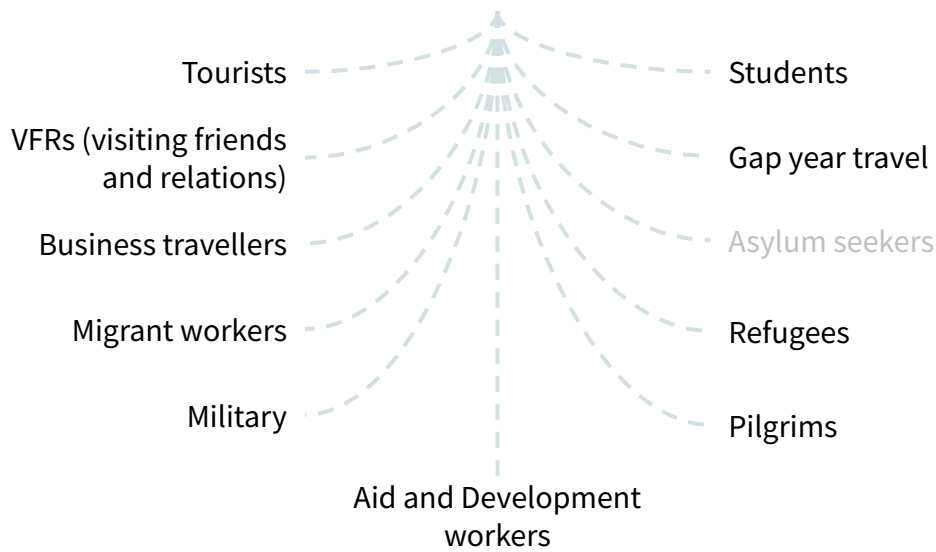 Tourists
VFRs (visiting friends
and relations)
Business travellers
Migrant workers
Military
Aid and Development
workers
Students
Gap year travel
Asylum seekers
Refugees
Pilgrims